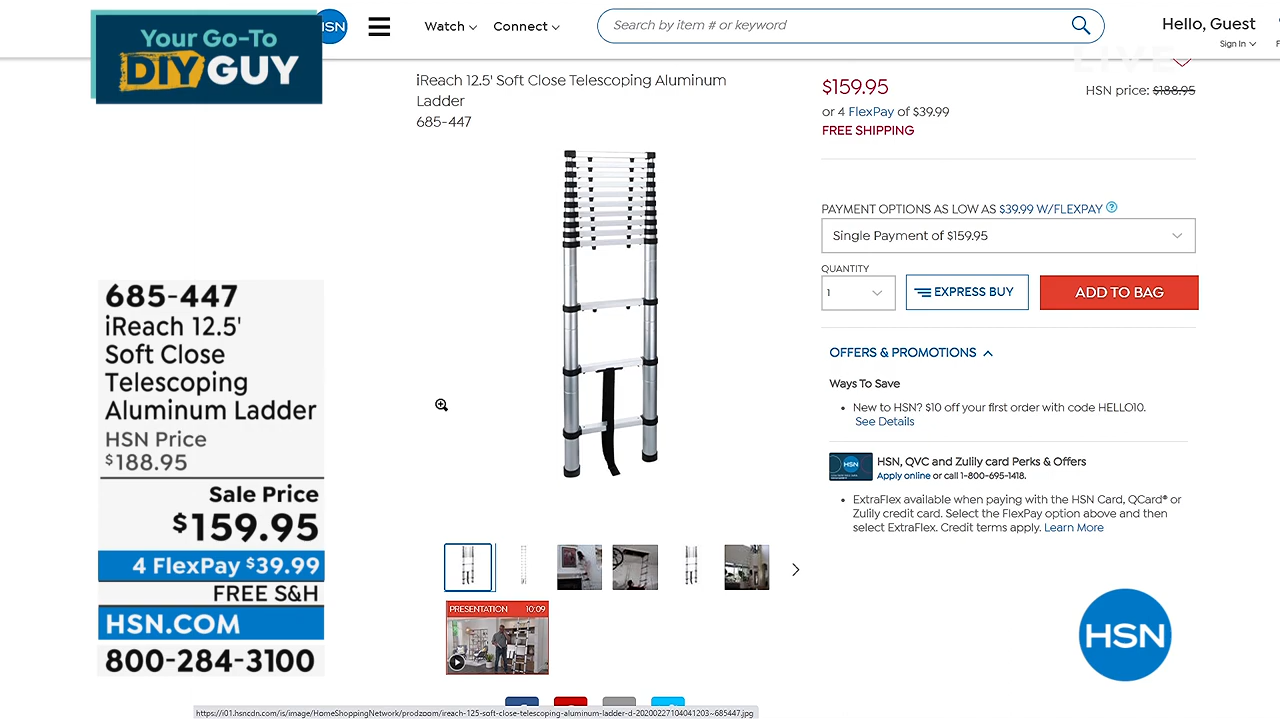 Your Go-To
DIY GUY
HSN
Watch
Connect
Search by item # or keyword
Hello, Guest
Sign In
LIVE
iReach 12.5' Soft Close Telescoping Aluminum
Ladder
685-447
$159.95
HSN price: $188.95
or 4 FlexPay of $39.99
FREE SHIPPING
PAYMENT OPTIONS AS LOW AS $39.99 W/FLEXPAY ?
Single Payment of $159.95
QUANTITY
1
EXPRESS BUY
ADD TO BAG
OFFERS & PROMOTIONS
Ways To Save
• New to HSN? $10 off your first order with code HELLO10.
See Details
HSN
HSN, QVC and Zulily card Perks & Offers
Apply online or call 1-800-695-1418.
• ExtraFlex available when paying with the HSN Card, QCard® or
Zulily credit card. Select the FlexPay option above and then
select ExtraFlex. Credit terms apply. Learn More
685-447
iReach 12.5'
Soft Close
Telescoping
Aluminum Ladder
HSN Price
$188.95
Sale Price
$159.95
4 FlexPay $39.99
FREE S&H
HSN.COM
800-284-3100
PRESENTATION 10:09
HSN
https://i01.hsncdn.com/is/image/HomeShoppingNetwork/prodzoom/ireach-125-soft-close-telescoping-aluminum-ladder-d-20200227104041203~685447.jpg